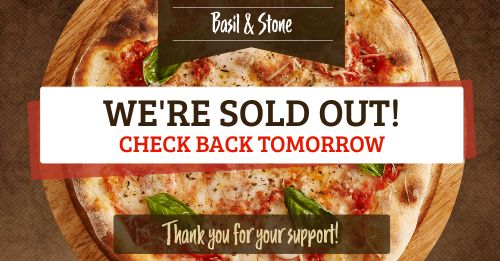 Basil & Stone
WE'RE SOLD OUT!
CHECK BACK TOMORROW
Thank you for your support!